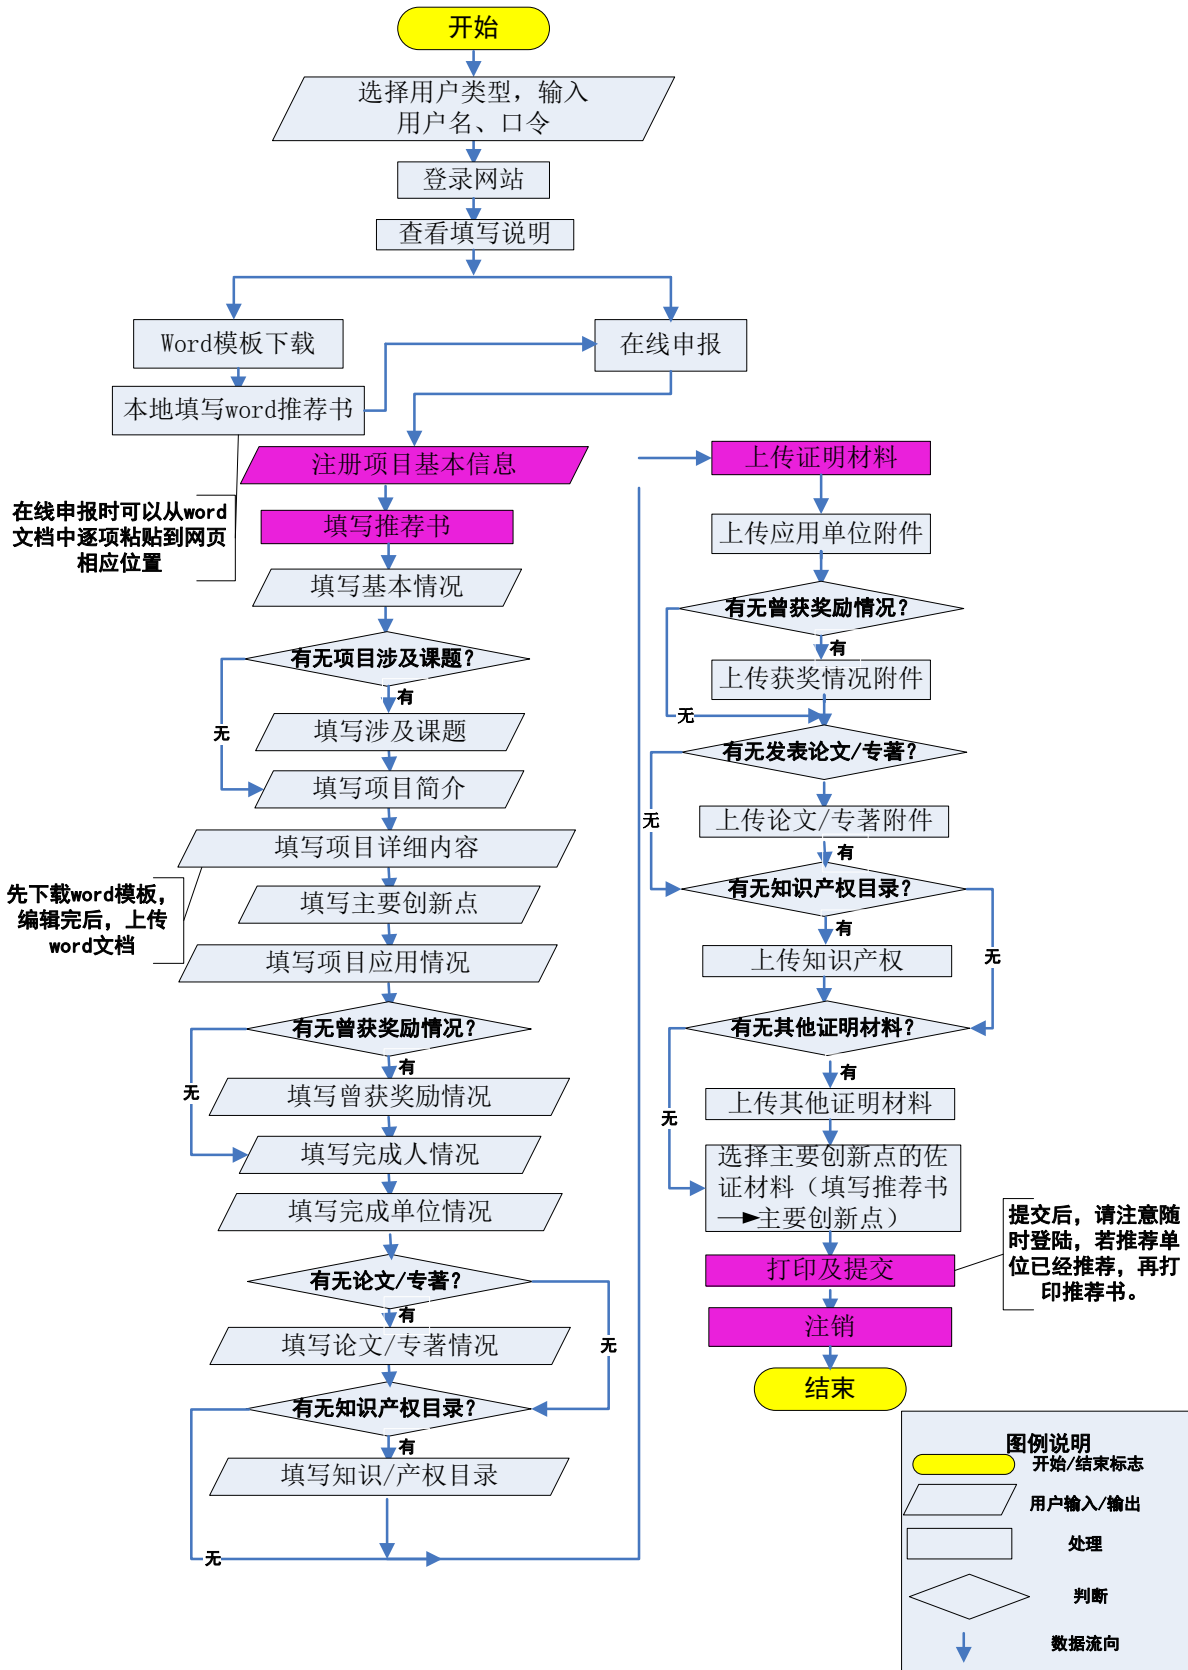 开始
选择用户类型，输入
用户名、口令
登录网站
查看填写说明
Word模板下载
在线申报
本地填写word推荐书
在线申报时可以从word
文档中逐项粘贴到网页
相应位置
注册项目基本信息
填写推荐书
填写基本情况
有无项目涉及课题？
有
无
填写涉及课题
填写项目简介
填写项目详细内容
先下载word模板，
编辑完后，上传
word文档
填写主要创新点
填写项目应用情况
有无曾获奖励情况？
有
无
填写曾获奖励情况
填写完成人情况
填写完成单位情况
有无论文/专著？
有
无
填写论文/专著情况
有无知识产权目录？
有
填写知识/产权目录
无
上传证明材料
上传应用单位附件
有无曾获奖励情况？
有
上传获奖情况附件
无
有无发表论文/专著？
无
上传论文/专著附件
有
有无知识产权目录？
有
无
上传知识产权
有无其他证明材料？
有
无
上传其他证明材料
选择主要创新点的佐
证材料（填写推荐书
主要创新点）
提交后，请注意随
时登陆，若推荐单
位已经推荐，再打
印推荐书。
打印及提交
注销
结束
图例说明
开始/结束标志
用户输入/输出
处理
判断
数据流向